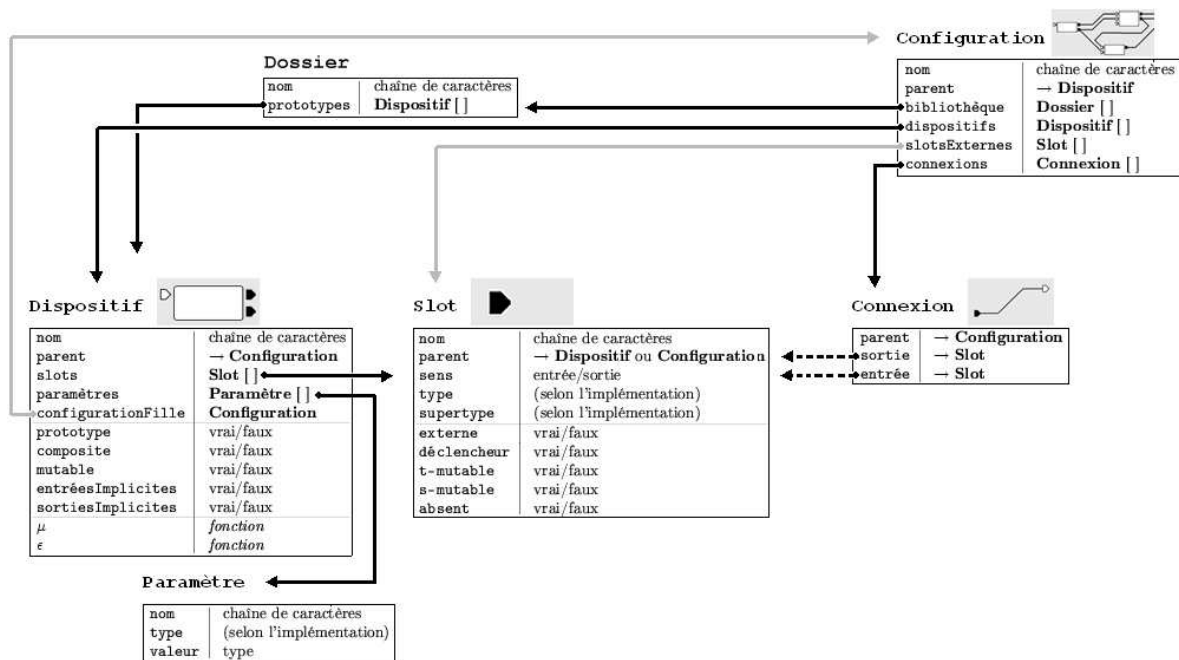 Configuration
nom chaîne de caractères
parent → Dispositif
bibliothèque Dossier [ ]
dispositifs Dispositif [ ]
slotsExternes Slot [ ]
connexions Connexion [ ]
Dossier
nom chaîne de caractères
prototypes Dispositif [ ]
Dispositif
nom chaîne de caractères
parent → Configuration
slots Slot [ ]
paramètres Paramètre [ ]
configurationFille Configuration
prototype vrai/faux
composite vrai/faux
mutable vrai/faux
entréesImplicites vrai/faux
sortiesImplicites vrai/faux
μ fonction
ϵ fonction
Slot
nom chaîne de caractères
parent → Dispositif ou Configuration
sens entrée/sortie
type (selon l'implémentation)
supertype (selon l'implémentation)
externe vrai/faux
déclencheur vrai/faux
t-mutable vrai/faux
s-mutable vrai/faux
absent vrai/faux
Connexion
parent → Configuration
sortie → Slot
entrée → Slot
Paramètre
nom chaîne de caractères
type (selon l'implémentation)
valeur type